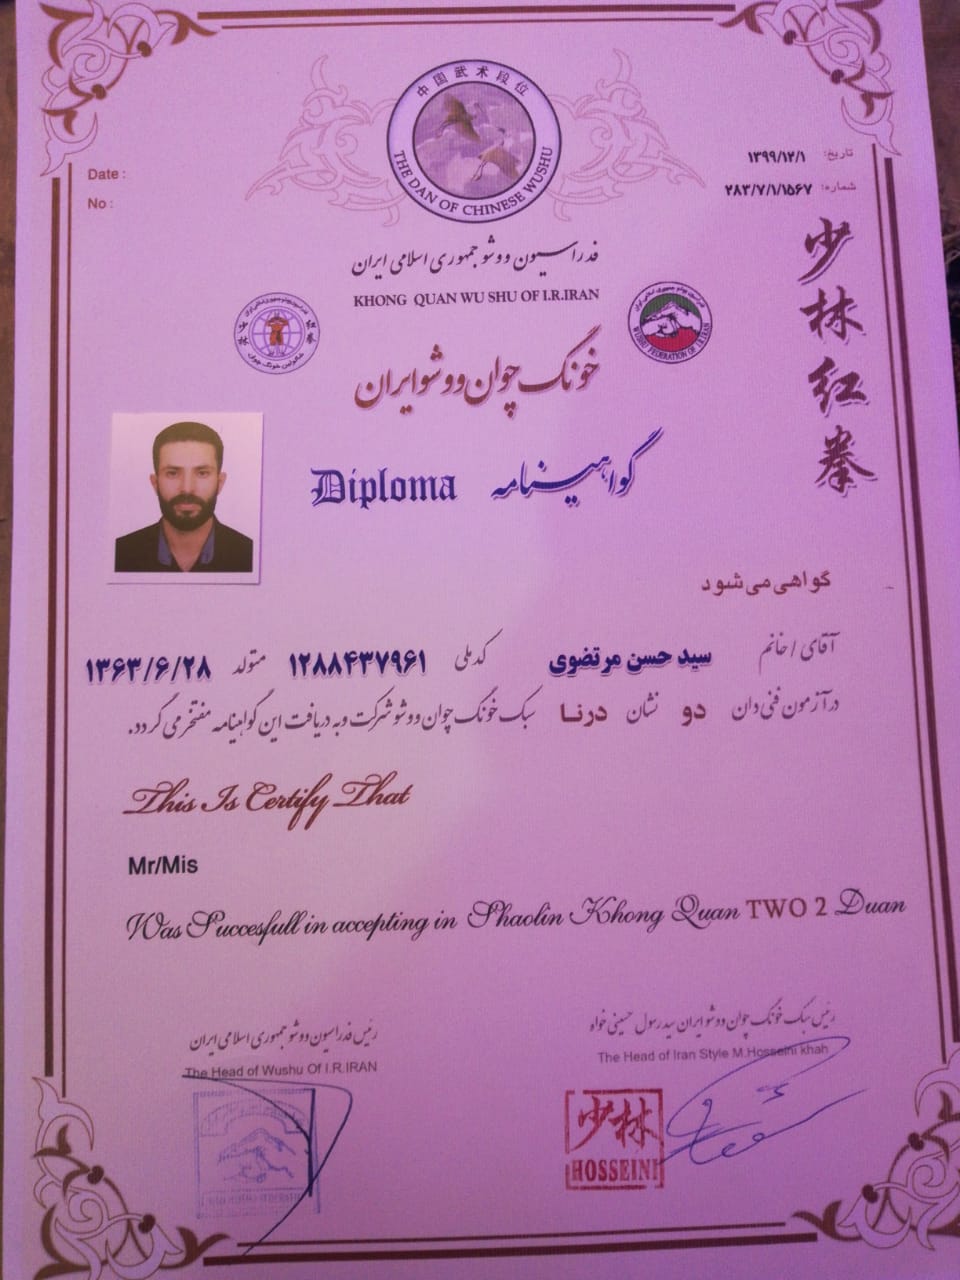 中国武术段位
THE DAN OF CHINESE WUSHU
Date :
No :
تاریخ: ۱۳۹۹/۱۲/۱
شماره: ۲۸۳/۷/۱/۱۵۶۷
少林红拳
فدراسیون ووشو جمهوری اسلامی ایران
KHONG QUAN WU SHU OF I.R.IRAN
WUSHU FEDERATION OF I.R.IRAN
خونگ چوان ووشو ایران
Diploma گواهینامه
گواهی می شود
آقای / خانم سید حسن مرتضوی کد ملی ۱۲۸۸۴۳۷۹۶۱ متولد ۱۳۶۳/۶/۲۸
در آزمون فنی دان دو نشان درنا سبک خونگ چوان ووشو شرکت و به دریافت این گواهینامه مفتخر می گردد.
This Is Certify That
Mr/Mis
Was Succesfull in accepting in Shaolin Khong Quan TWO 2 Duan
رئیس سبک خونگ چوان ووشو ایران سید رسول حسینی خواه
The Head of Iran Style M.Hosseini khah
رئیس فدراسیون ووشو جمهوری اسلامی ایران
The Head of Wushu Of I.R.IRAN
少林
HOSSEINI